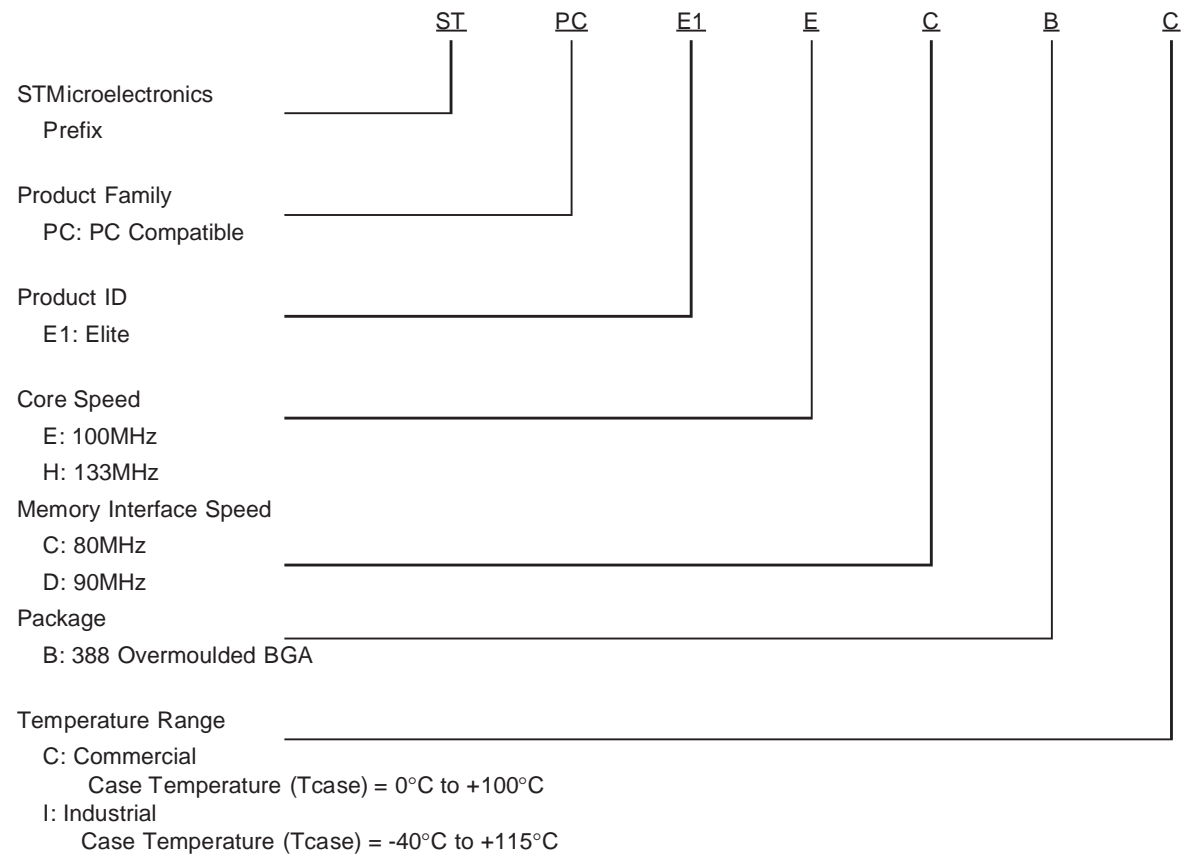 ST PC E1 E C B C
STMicroelectronics
Prefix
Product Family
PC: PC Compatible
Product ID
E1: Elite
Core Speed
E: 100MHz
H: 133MHz
Memory Interface Speed
C: 80MHz
D: 90MHz
Package
B: 388 Overmoulded BGA
Temperature Range
C: Commercial
Case Temperature (Tcase) = 0°C to +100°C
I: Industrial
Case Temperature (Tcase) = -40°C to +115°C